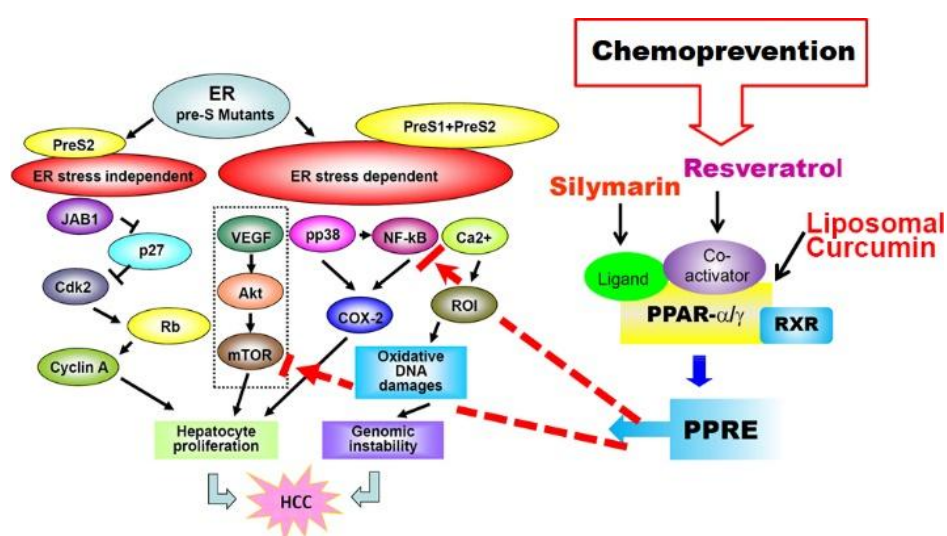 Chemoprevention
ER
pre-S Mutants
PreS1+PreS2
PreS2
ER stress independent
ER stress dependent
Silymarin
Resveratrol
Liposomal
Curcumin
JAB1
p27
Cdk2
Rb
Cyclin A
VEGF
pp38
NF-kB
Ca2+
Akt
COX-2
ROI
mTOR
Oxidative
DNA
damages
Hepatocyte
proliferation
Genomic
instability
HCC
Ligand
Co-
activator
PPAR-α/γ
RXR
PPRE